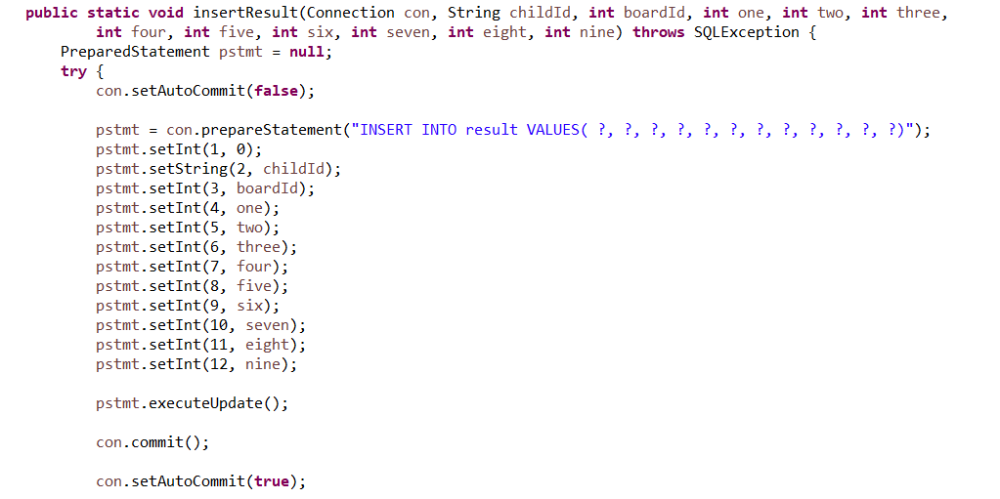 public static void insertResult(Connection con, String childId, int boardId, int one, int two, int three,
int four, int five, int six, int seven, int eight, int nine) throws SQLException {
PreparedStatement pstmt = null;
try {
con.setAutoCommit(false);
pstmt = con.prepareStatement("INSERT INTO result VALUES( ?, ?, ?, ?, ?, ?, ?, ?, ?, ?, ?, ?)");
pstmt.setInt(1, 0);
pstmt.setString(2, childId);
pstmt.setInt(3, boardId);
pstmt.setInt(4, one);
pstmt.setInt(5, two);
pstmt.setInt(6, three);
pstmt.setInt(7, four);
pstmt.setInt(8, five);
pstmt.setInt(9, six);
pstmt.setInt(10, seven);
pstmt.setInt(11, eight);
pstmt.setInt(12, nine);
pstmt.executeUpdate();
con.commit();
con.setAutoCommit(true);